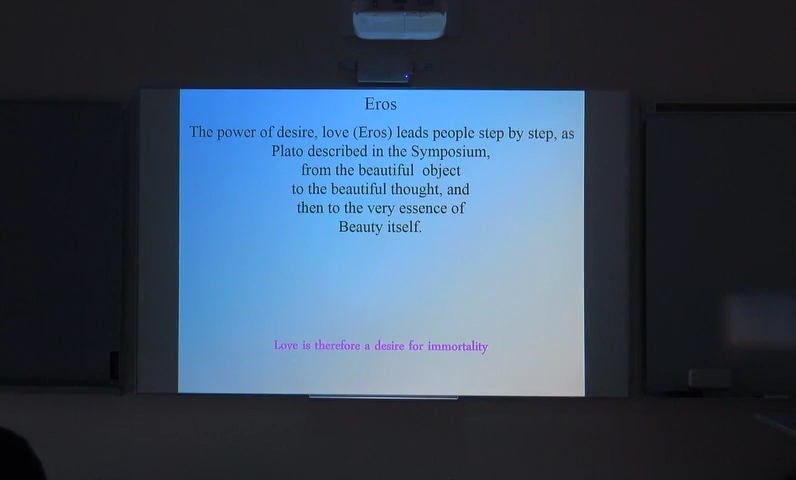 Eros
The power of desire, love (Eros) leads people step by step, as
Plato described in the Symposium,
from the beautiful object
to the beautiful thought, and
then to the very essence of
Beauty itself.
Love is therefore a desire for immortality